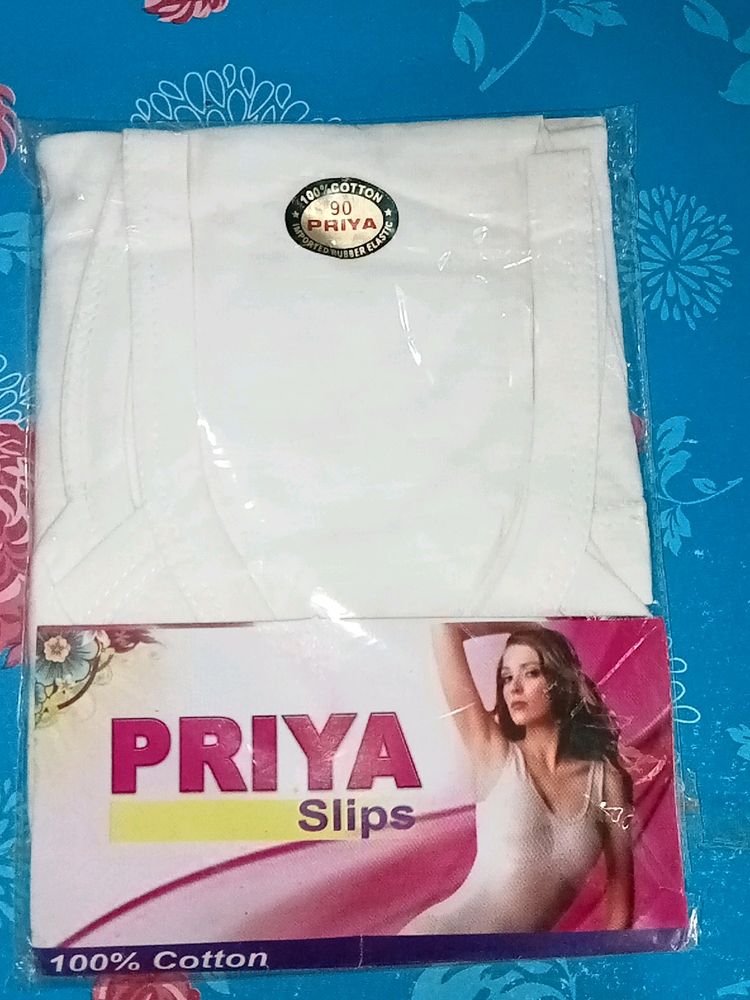 100% COTTON
90
PRIYA
IMPORTED RUBBER ELASTIC
PRIYA
Slips
100% Cotton